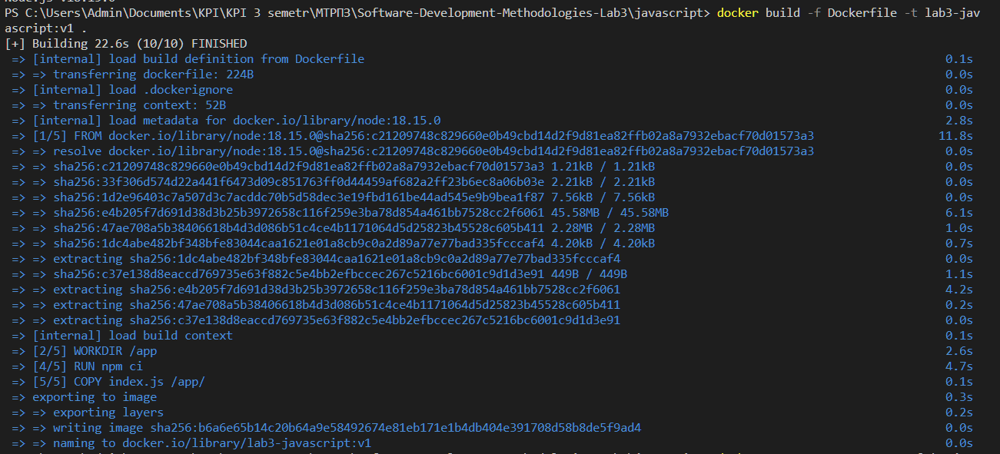 PS C:\Users\Admin\Documents\KPI\KPI 3 semetr\МТРПЗ\Software-Development-Methodologies-Lab3\javascript> docker build -f Dockerfile -t lab3-jav
ascript:v1 .
[+] Building 22.6s (10/10) FINISHED
=> [internal] load build definition from Dockerfile 0.1s
=> => transferring dockerfile: 224B 0.0s
=> [internal] load .dockerignore 0.0s
=> => transferring context: 52B 0.0s
=> [internal] load metadata for docker.io/library/node:18.15.0 2.8s
=> [1/5] FROM docker.io/library/node:18.15.0@sha256:c21209748c829660e0b49cbd14d2f9d81ea82ffb02a8a7932ebacf70d01573a3 11.8s
=> => resolve docker.io/library/node:18.15.0@sha256:c21209748c829660e0b49cbd14d2f9d81ea82ffb02a8a7932ebacf70d01573a3 0.0s
=> => sha256:c21209748c829660e0b49cbd14d2f9d81ea82ffb02a8a7932ebacf70d01573a3 1.21kB / 1.21kB 0.0s
=> => sha256:33f306d574d22a441f6473d09c851763ff0d44459af682a2ff23b6ec8a06b03e 2.21kB / 2.21kB 0.0s
=> => sha256:1d2e96403c7a507d3c7acddc70b5d58dec3e19fbd161be44ad545e9b9bea1f87 7.56kB / 7.56kB 0.0s
=> => sha256:e4b205f7d691d38d3b25b3972658c116f259e3ba78d854a461bb7528cc2f6061 45.58MB / 45.58MB 6.1s
=> => sha256:47ae708a5b38406618b4d3d086b51c4ce4b1171064d5d25823b45528c605b411 2.28MB / 2.28MB 1.0s
=> => sha256:1dc4abe482bf348bfe83044caa1621e01a8cb9c0a2d89a77e77bad335fcccaf4 4.20kB / 4.20kB 0.7s
=> => extracting sha256:1dc4abe482bf348bfe83044caa1621e01a8cb9c0a2d89a77e77bad335fcccaf4 0.0s
=> => sha256:c37e138d8eaccd769735e63f882c5e4bb2efbccec267c5216bc6001c9d1d3e91 449B / 449B 1.1s
=> => extracting sha256:e4b205f7d691d38d3b25b3972658c116f259e3ba78d854a461bb7528cc2f6061 4.2s
=> => extracting sha256:47ae708a5b38406618b4d3d086b51c4ce4b1171064d5d25823b45528c605b411 0.2s
=> => extracting sha256:c37e138d8eaccd769735e63f882c5e4bb2efbccec267c5216bc6001c9d1d3e91 0.0s
=> [internal] load build context 0.1s
=> [2/5] WORKDIR /app 2.6s
=> [4/5] RUN npm ci 4.7s
=> [5/5] COPY index.js /app/ 0.1s
=> exporting to image 0.3s
=> => exporting layers 0.2s
=> => writing image sha256:b6a6e65b14c20b64a9e58492674e81eb171e1b4db404e391708d58b8de5f9ad4 0.0s
=> => naming to docker.io/library/lab3-javascript:v1 0.0s